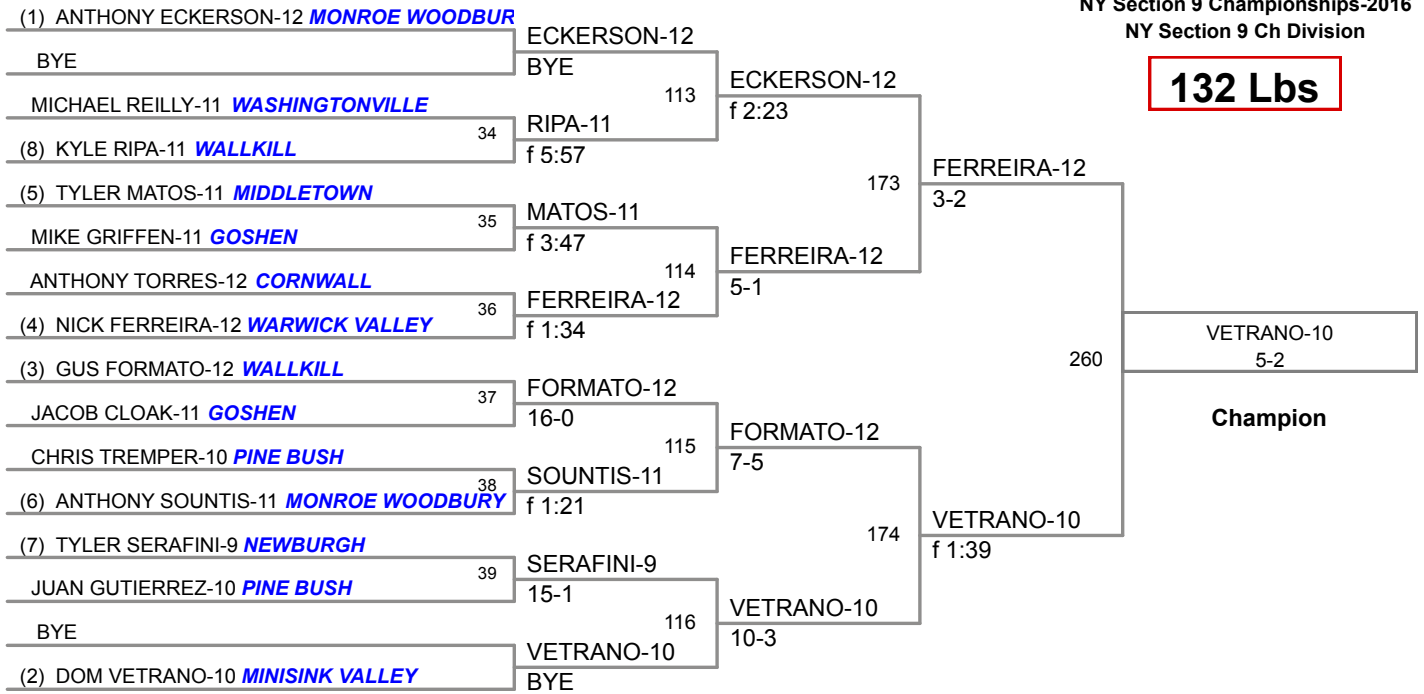 NY Section 9 Championships-2016
NY Section 9 Ch Division
132 Lbs
(1) ANTHONY ECKERSON-12 MONROE WOODBUR
BYE
MICHAEL REILLY-11 WASHINGTONVILLE
(8) KYLE RIPA-11 WALLKILL
(5) TYLER MATOS-11 MIDDLETOWN
MIKE GRIFFEN-11 GOSHEN
ANTHONY TORRES-12 CORNWALL
(4) NICK FERREIRA-12 WARWICK VALLEY
(3) GUS FORMATO-12 WALLKILL
JACOB CLOAK-11 GOSHEN
CHRIS TREMPER-10 PINE BUSH
(6) ANTHONY SOUNTIS-11 MONROE WOODBURY
(7) TYLER SERAFINI-9 NEWBURGH
JUAN GUTIERREZ-10 PINE BUSH
BYE
(2) DOM VETRANO-10 MINISINK VALLEY
34
35
36
37
38
39
ECKERSON-12
BYE
RIPA-11
f 5:57
MATOS-11
f 3:47
FERREIRA-12
f 1:34
FORMATO-12
16-0
SOUNTIS-11
f 1:21
SERAFINI-9
15-1
VETRANO-10
BYE
113
114
115
116
ECKERSON-12
f 2:23
FERREIRA-12
5-1
FORMATO-12
7-5
VETRANO-10
10-3
173
174
FERREIRA-12
3-2
VETRANO-10
f 1:39
260
VETRANO-10
5-2
Champion